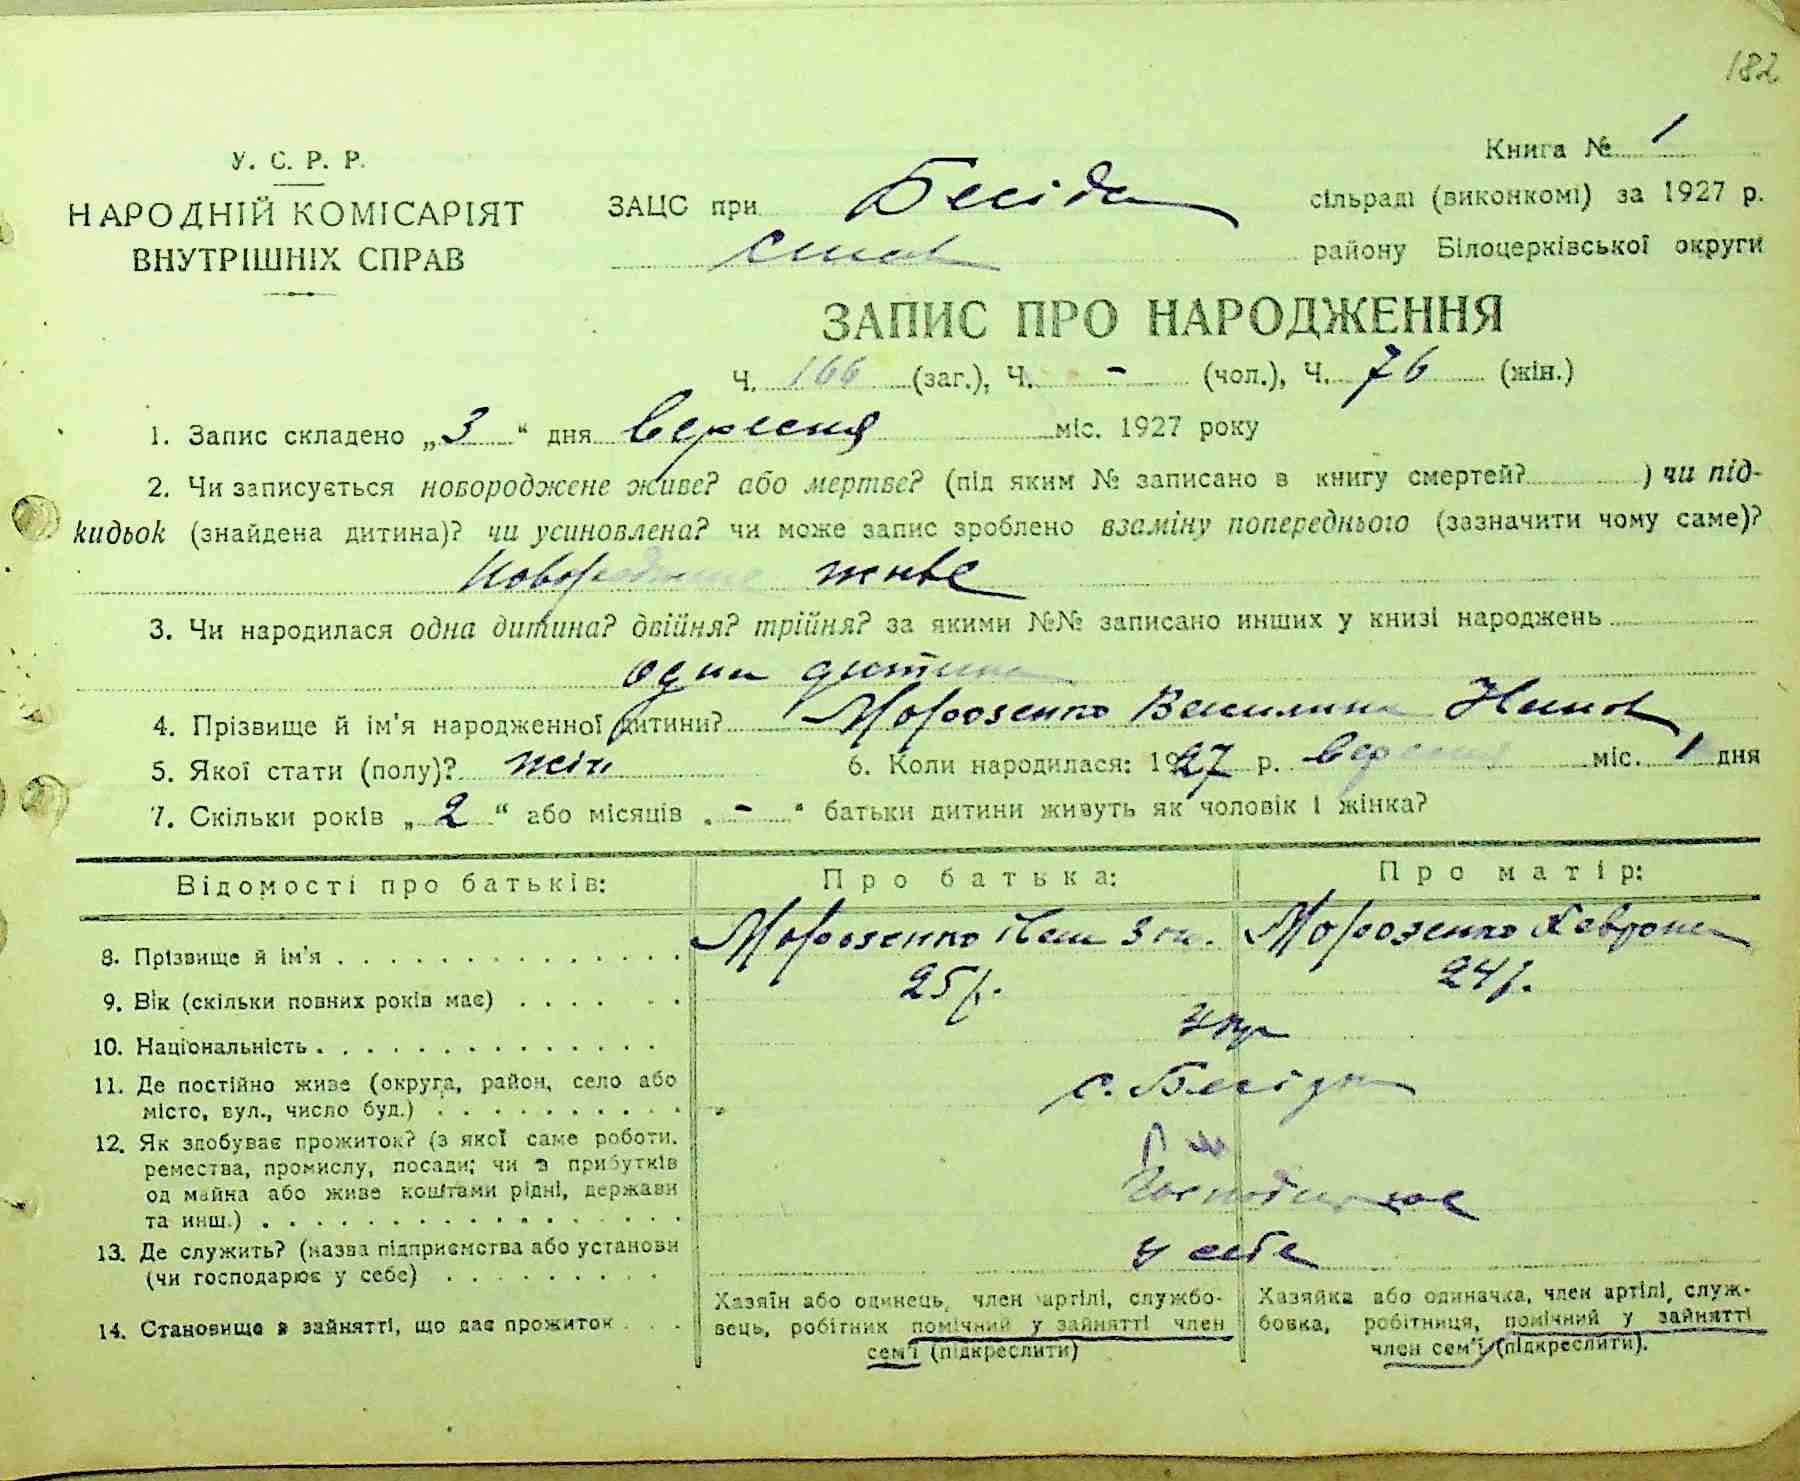 182
Книга № 1
У. С. Р. Р.
НАРОДНІЙ КОМІСАРІЯТ
ВНУТРІШНІХ СПРАВ
ЗАЦС при Бесіда сільраді (виконкомі) за 1927 р.
району Білоцерківської округи
ЗАПИС ПРО НАРОДЖЕННЯ
Ч. 166 (заг.), Ч. - (чол.), Ч. 76 (жін.)
1. Запис складено „3“ дня вересня міс. 1927 року
2. Чи записується новороджене живе? або мертве? (під яким № записано в книгу смертей? ) чи під-
кидьок (знайдена дитина)? чи усиновлена? чи може запис зроблено взаміну попереднього (зазначити чому саме)?
живе
3. Чи народилася одна дитина? двійня? трійня? за якими №№ записано инших у книзі народжень
одна дитина
4. Прізвище й ім'я народженної дитини? Морозенко Василина
5. Якої стати (полу)? жін 6. Коли народилася: 1927 р. вересня міс. 1 дня
7. Скільки років „2“ або місяців „-“ батьки дитини живуть як чоловік і жінка?
Відомості про батьків: Про батька: Про матір:
8. Прізвище й ім'я Морозенко Морозенко
9. Вік (скільки повних років має) 25 р. 24 р.
10. Національність укр
11. Де постійно живе (округа, район, село або
місто, вул., число буд.) с. Бесіда
12. Як здобуває прожиток? (з якої саме роботи,
ремества, промислу, посади; чи з прибутків
од майна або живе коштами рідні, держави
та инш.)
13. Де служить? (назва підприємства або установи
(чи господарює у себе) у себе
14. Становище в зайнятті, що дає прожиток
Хазяїн або одинець, член артілі, службо-
вець, робітник помічний у зайнятті член
сем'ї (підкреслити)
Хазяйка або одиначка, член артілі, служ-
бовка, робітниця, помічний у зайнятті
член сем'ї (підкреслити).